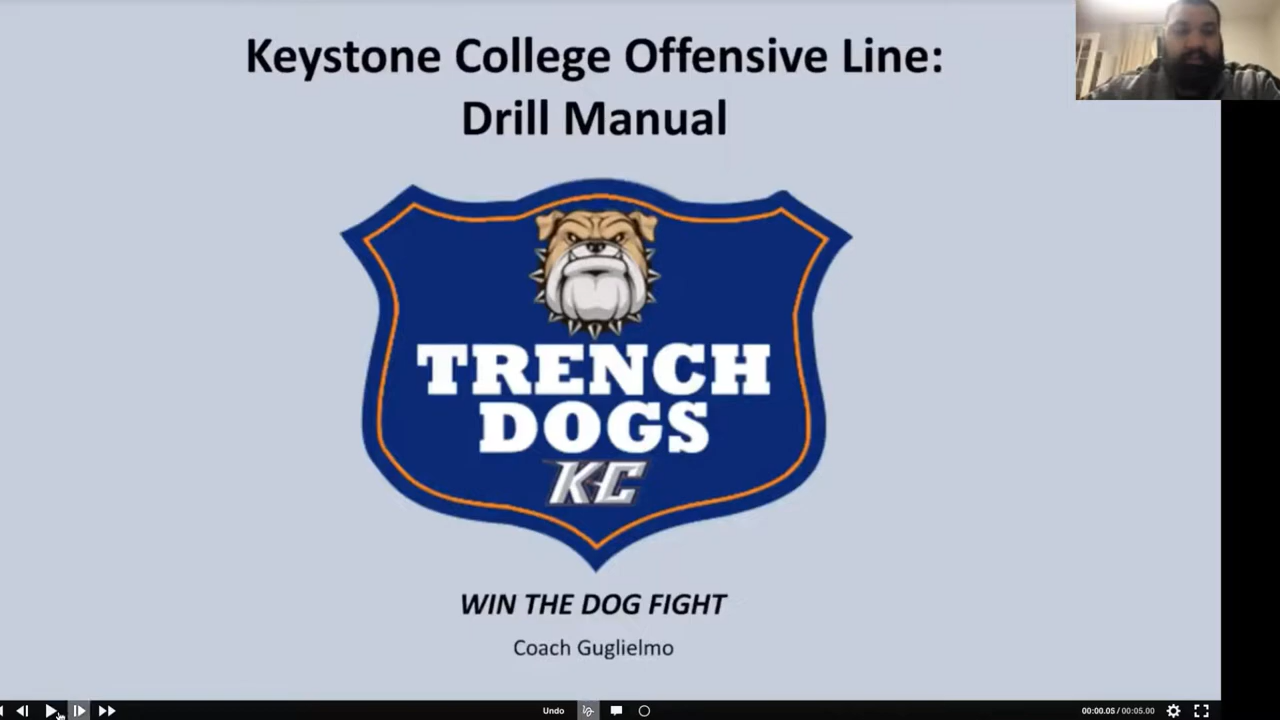 Keystone College Offensive Line:
Drill Manual
TRENCH
DOGS
KC
WIN THE DOG FIGHT
Coach Guglielmo
Undo
00:00.05 / 00:05.00